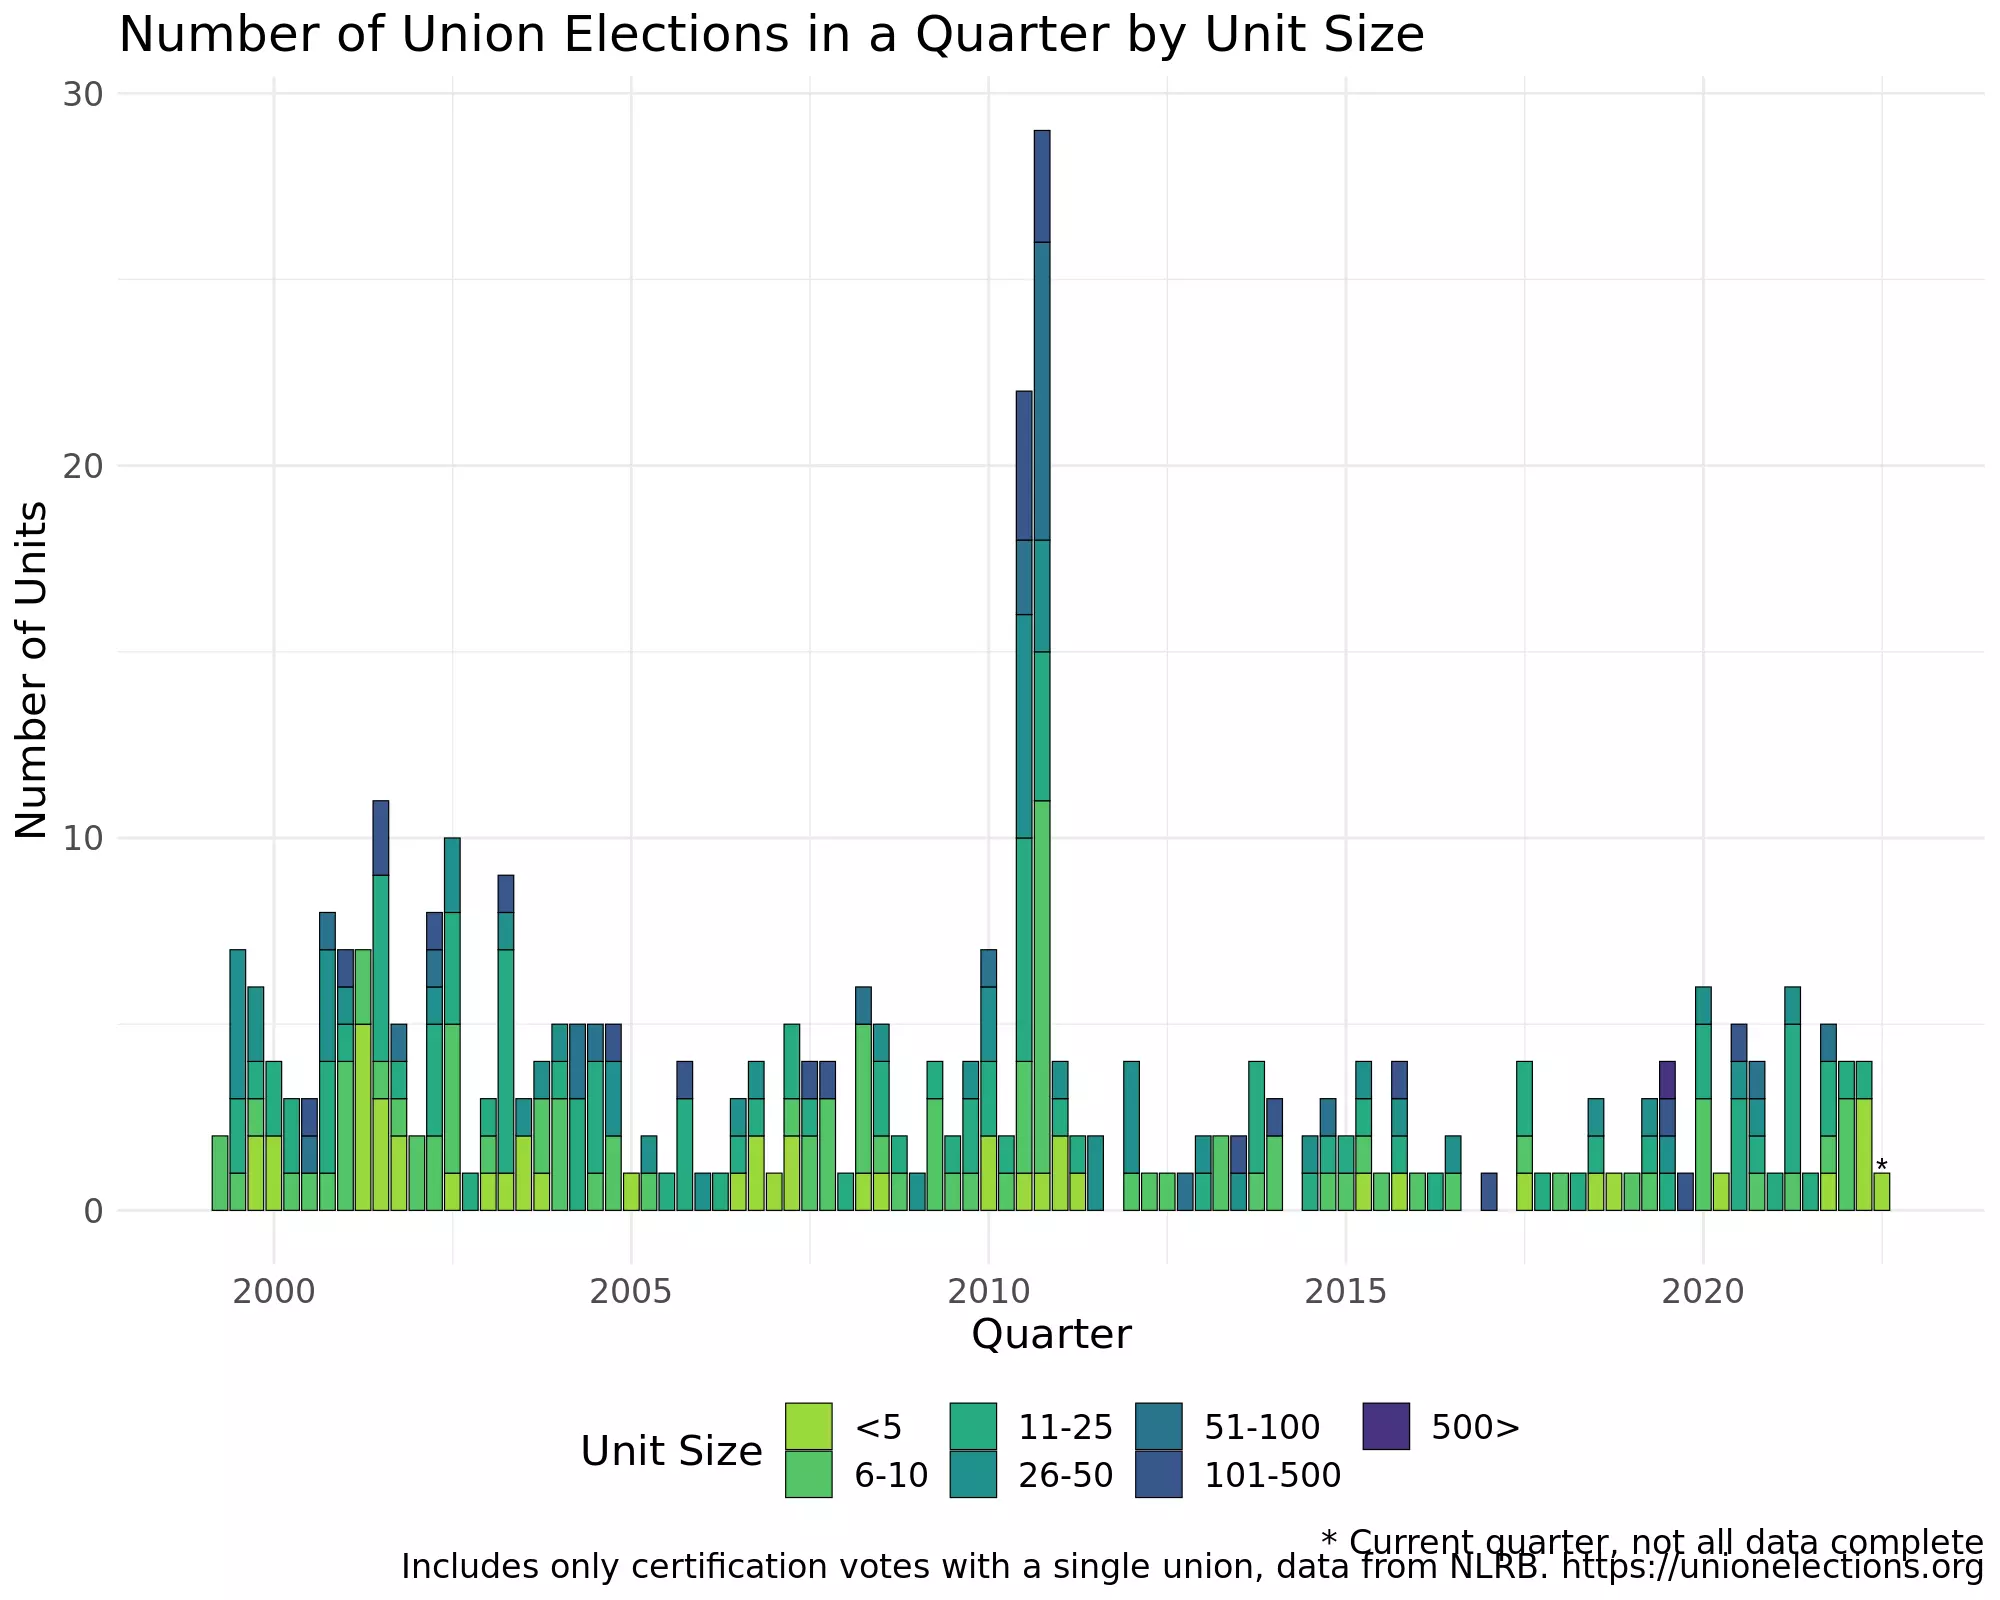 Number of Union Elections in a Quarter by Unit Size
30
20
10
0
Number of Units
*
2000 2005 2010 2015 2020
Quarter
Unit Size
<5 11-25 51-100 500>
6-10 26-50 101-500
* Current quarter, not all data complete
Includes only certification votes with a single union, data from NLRB. https://unionelections.org